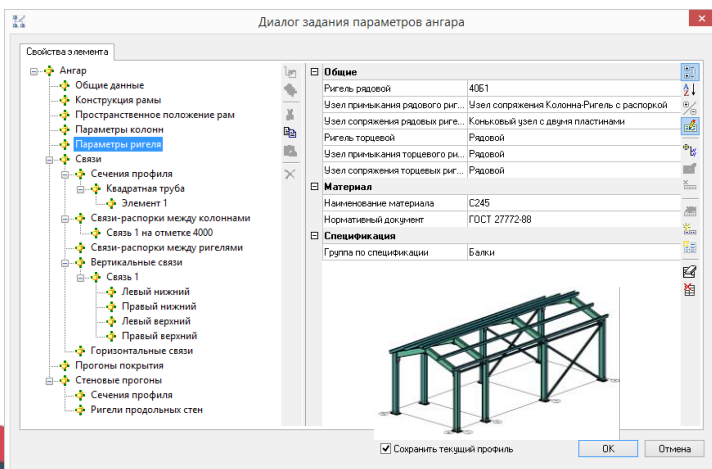 Диалог задания параметров ангара
Свойства элемента
Ангар
Общие данные
Конструкция рамы
Пространственное положение рам
Параметры колонн
Параметры ригеля
Связи
Сечения профиля
Квадратная труба
Элемент 1
Связи-распорки между колоннами
Связь 1 на отметке 4000
Связи-распорки между ригелями
Вертикальные связи
Связь 1
Левый нижний
Правый нижний
Левый верхний
Правый верхний
Горизонтальные связи
Прогоны покрытия
Стеновые прогоны
Сечения профиля
Ригели продольных стен
Общие
Ригель рядовой 40Б1
Узел примыкания рядового риг... Узел сопряжения Колонна-Ригель с распоркой
Узел сопряжения рядовых риге... Коньковый узел с двумя пластинами
Ригель торцевой Рядовой
Узел примыкания торцевого ри... Рядовой
Узел сопряжения торцевых риг... Рядовой
Материал
Наименование материала С245
Нормативный документ ГОСТ 27772-88
Спецификация
Группа по спецификации Балки
Сохранить текущий профиль
OK
Отмена